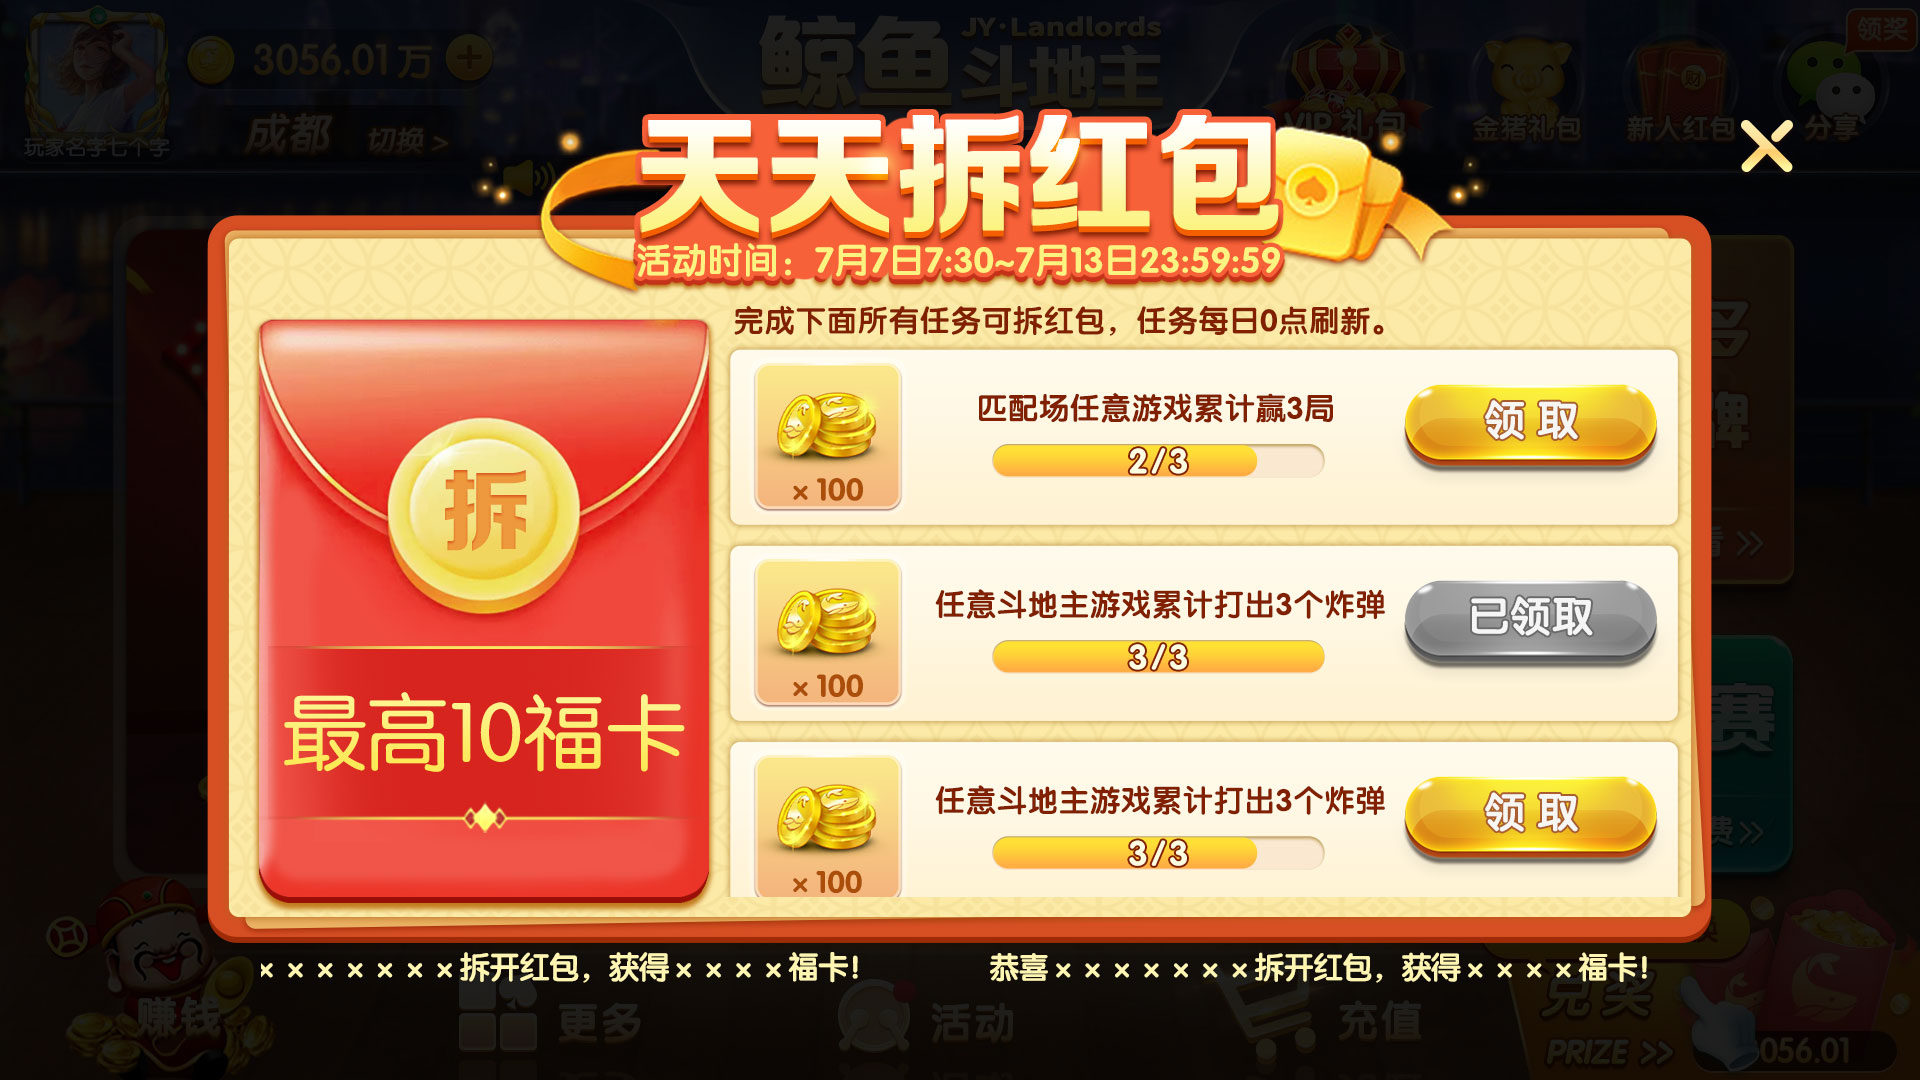 领奖
3056.01万
鲸鱼
JY·Landlords
斗地主
玩家名字七个字
成都 切换 >
VIP礼包
金猪礼包
新人红包
分享
天天拆红包
活动时间：7月7日7:30~7月13日23:59:59
完成下面所有任务可拆红包，任务每日0点刷新。
拆
最高10福卡
匹配场任意游戏累计赢3局
2/3
×100
领取
任意斗地主游戏累计打出3个炸弹
3/3
×100
已领取
任意斗地主游戏累计打出3个炸弹
3/3
×100
领取
×××××××拆开红包，获得××××福卡！
恭喜×××××××拆开红包，获得××××福卡！
赚钱
更多
活动
充值
兑奖
PRIZE >>
056.01
赛
费>>